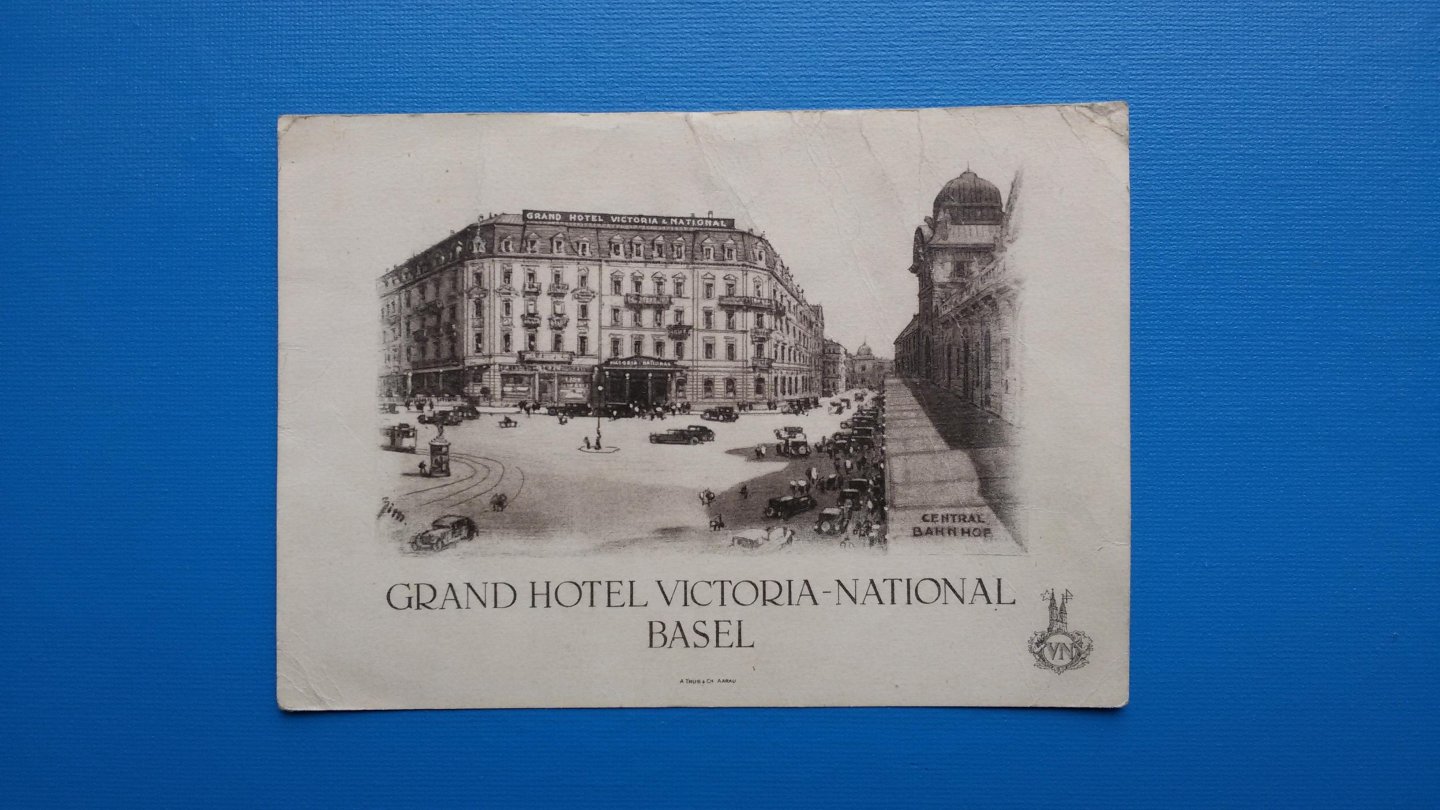 GRAND HOTEL VICTORIA & NATIONAL
VICTORIA - NATIONAL
CENTRAL
BAHNHOF
GRAND HOTEL VICTORIA-NATIONAL
BASEL
VN